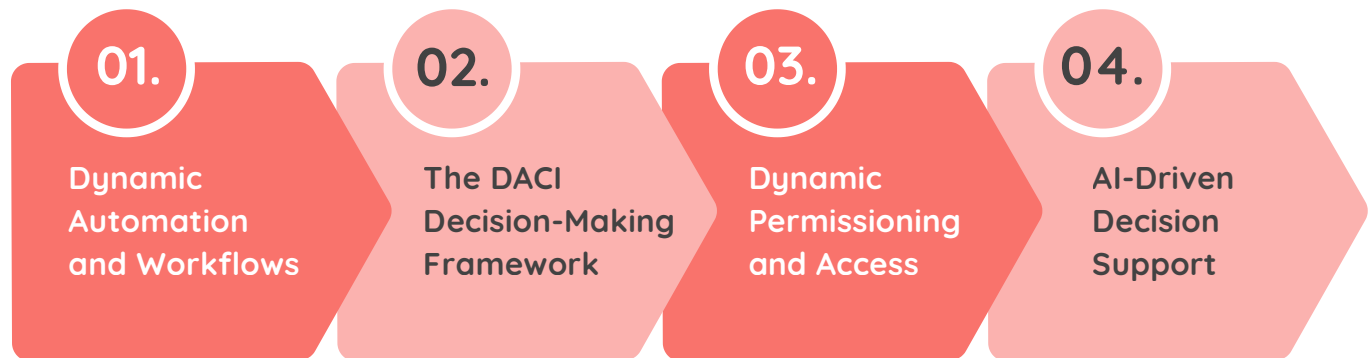 01.
Dynamic
Automation
and Workflows
02.
The DACI
Decision-Making
Framework
03.
Dynamic
Permissioning
and Access
04.
AI-Driven
Decision
Support